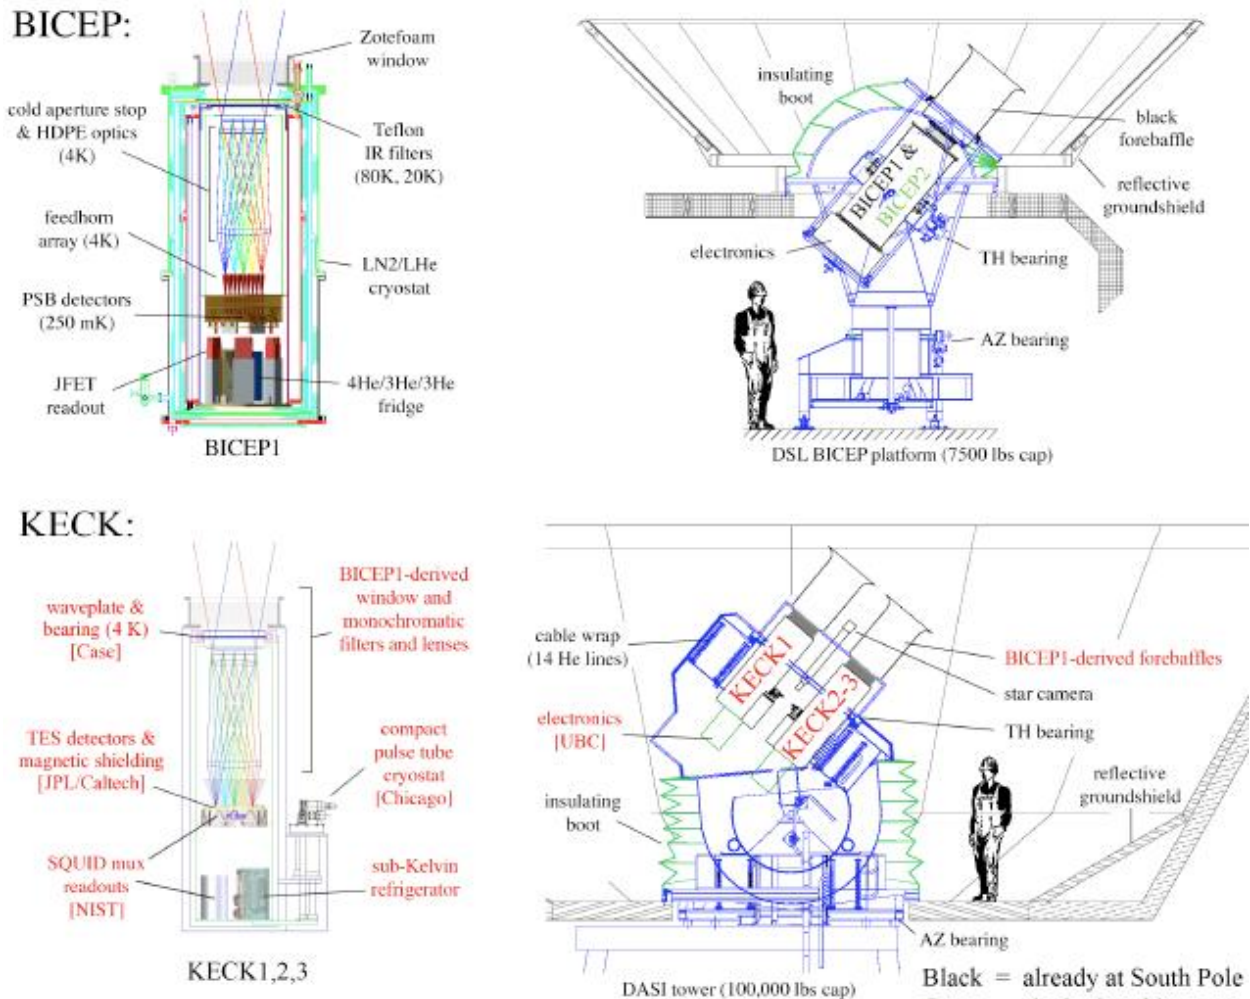 BICEP:
Zotefoam
window
cold aperture stop
& HDPE optics
(4K)
Teflon
IR filters
(80K, 20K)
feedhorn
array (4K)
LN2/LHe
cryostat
PSB detectors
(250 mK)
JFET
readout
4He/3He/3He
fridge
BICEP1
insulating
boot
black
forebaffle
BICEP1 &
BICEP2
reflective
groundshield
electronics
TH bearing
AZ bearing
DSL BICEP platform (7500 lbs cap)
KECK:
waveplate &
bearing (4 K)
[Case]
BICEP1-derived
window and
monochromatic
filters and lenses
TES detectors &
magnetic shielding
[JPL/Caltech]
compact
pulse tube
cryostat
[Chicago]
SQUID mux
readouts
[NIST]
sub-Kelvin
refrigerator
KECK1,2,3
cable wrap
(14 He lines)
KECK1
KECK2-3
BICEP1-derived forebaffles
star camera
electronics
[UBC]
TH bearing
insulating
boot
reflective
groundshield
AZ bearing
DASI tower (100,000 lbs cap)
Black = already at South Pole